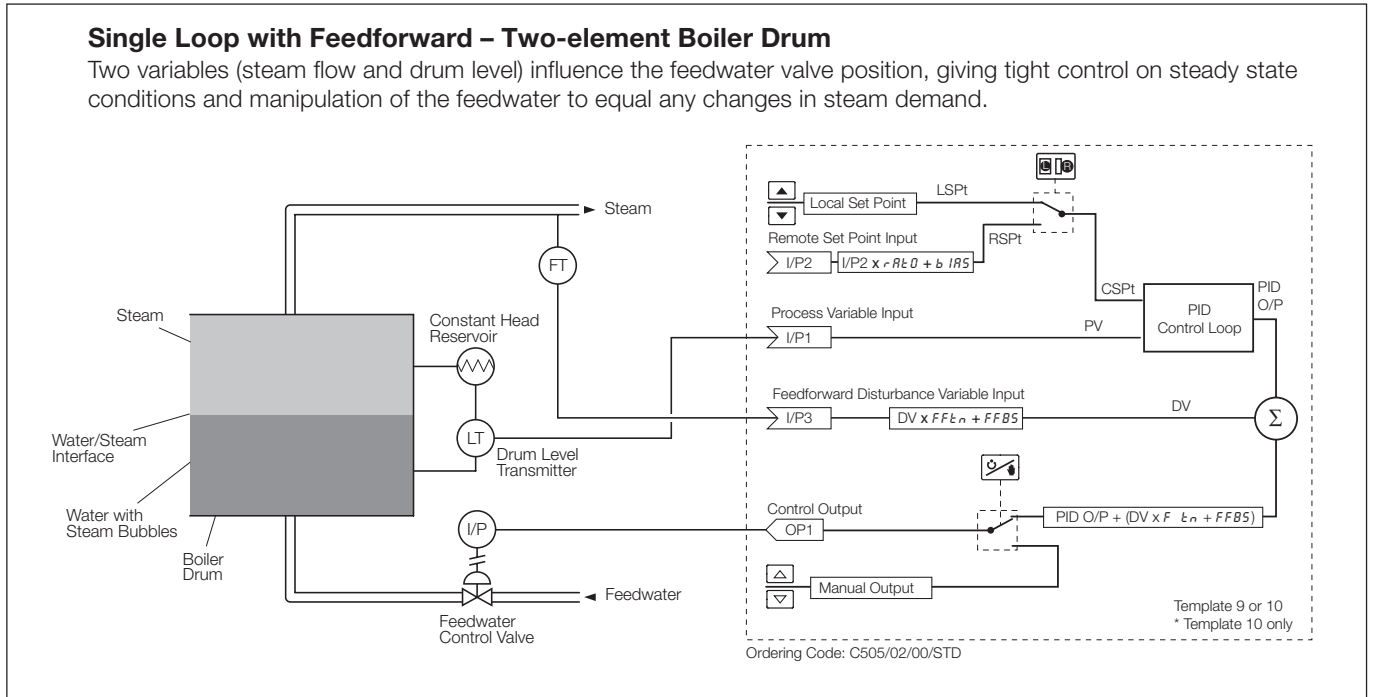 Single Loop with Feedforward – Two-element Boiler Drum
Two variables (steam flow and drum level) influence the feedwater valve position, giving tight control on steady state
conditions and manipulation of the feedwater to equal any changes in steam demand.
L R
LSPt
Local Set Point
Steam
Remote Set Point Input
RSPt
FT
I/P2
I/P2 x rAtO + bIAS
CSPt
PID
O/P
Steam
Constant Head
Reservoir
Process Variable Input
PID
Control Loop
PV
I/P1
Feedforward Disturbance Variable Input
DV
I/P3
DV x FFtn + FFBS
Σ
Water/Steam
Interface
LT
Drum Level
Transmitter
Water with
Steam Bubbles
Control Output
I/P
OP1
PID O/P + (DV x F tn + FFBS)
Boiler
Drum
Manual Output
Feedwater
Feedwater
Control Valve
Template 9 or 10
* Template 10 only
Ordering Code: C505/02/00/STD